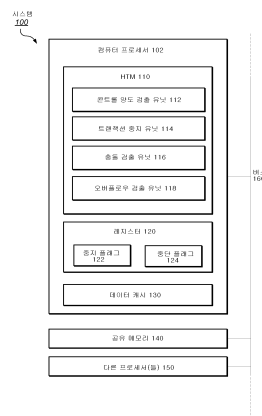 시스템
100
컴퓨터 프로세서 102
HTM 110
콘트롤 양도 검출 유닛 112
트랜잭션 중지 유닛 114
충돌 검출 유닛 116
오버플로우 검출 유닛 118
레지스터 120
중지 플래그
122
중단 플래그
124
데이터 캐시 130
공유 메모리 140
다른 프로세서(들) 150